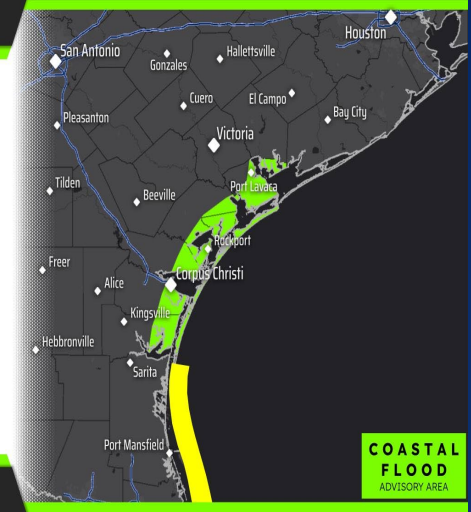 Houston
San Antonio
Hallettsville
Gonzales
Cuero
El Campo
Bay City
Pleasanton
Victoria
Tilden
Port Lavaca
Beeville
Rockport
Freer
Corpus Christi
Alice
Kingsville
Hebbronville
Sarita
Port Mansfield
COASTAL
FLOOD
ADVISORY AREA